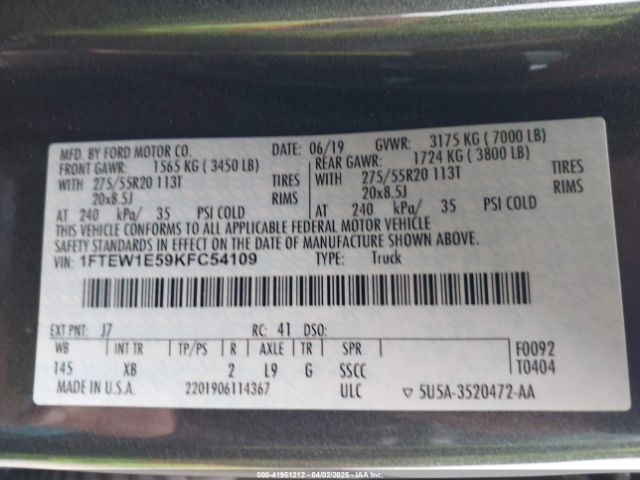 MFD. BY FORD MOTOR CO. DATE: 06/19 GVWR: 3175 KG ( 7000 LB)
FRONT GAWR: 1565 KG ( 3450 LB) REAR GAWR: 1724 KG ( 3800 LB)
WITH 275/55R20 113T TIRES WITH 275/55R20 113T TIRES
20x8.5J RIMS 20x8.5J RIMS
AT 240 kPa/ 35 PSI COLD AT 240 kPa/ 35 PSI COLD
THIS VEHICLE CONFORMS TO ALL APPLICABLE FEDERAL MOTOR VEHICLE
SAFETY STANDARDS IN EFFECT ON THE DATE OF MANUFACTURE SHOWN ABOVE.
VIN: 1FTEW1E59KFC54109 TYPE: Truck
EXT PNT: J7 RC: 41 DSO:
WB INT TR TP/PS R AXLE TR SPR F0092
145 XB 2 L9 G SSCC T0404
MADE IN U.S.A. 2201906114367 ULC ▽ 5U5A-3520472-AA
000-41951212 - 04/02/2025 - IAA Inc.